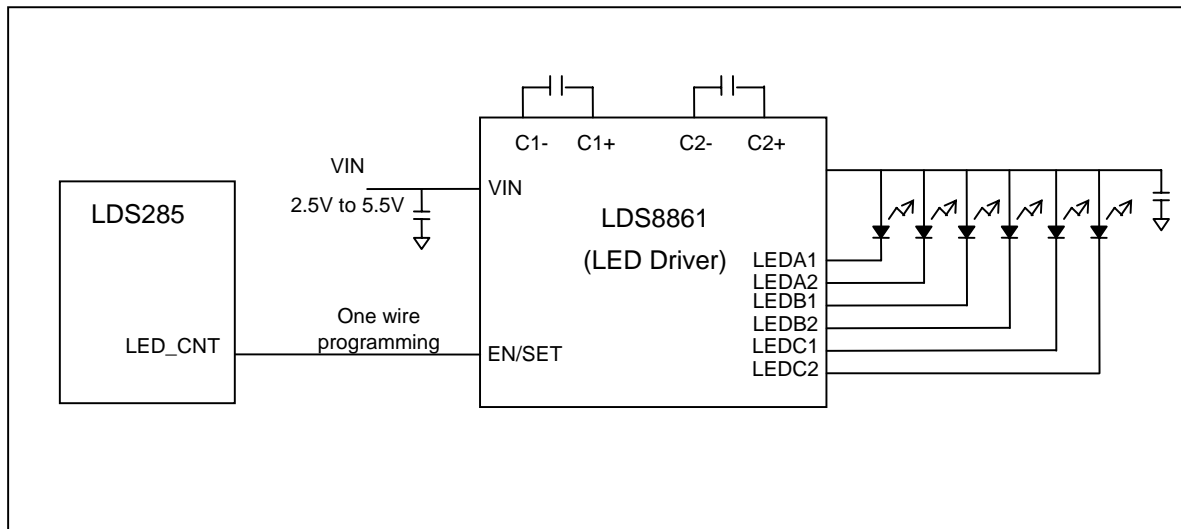 C1- C1+ C2- C2+
VIN
VIN
2.5V to 5.5V
LDS285
LDS8861
(LED Driver)
LEDA1
LEDA2
LEDB1
LEDB2
LEDC1
LEDC2
One wire
programming
LED_CNT
EN/SET